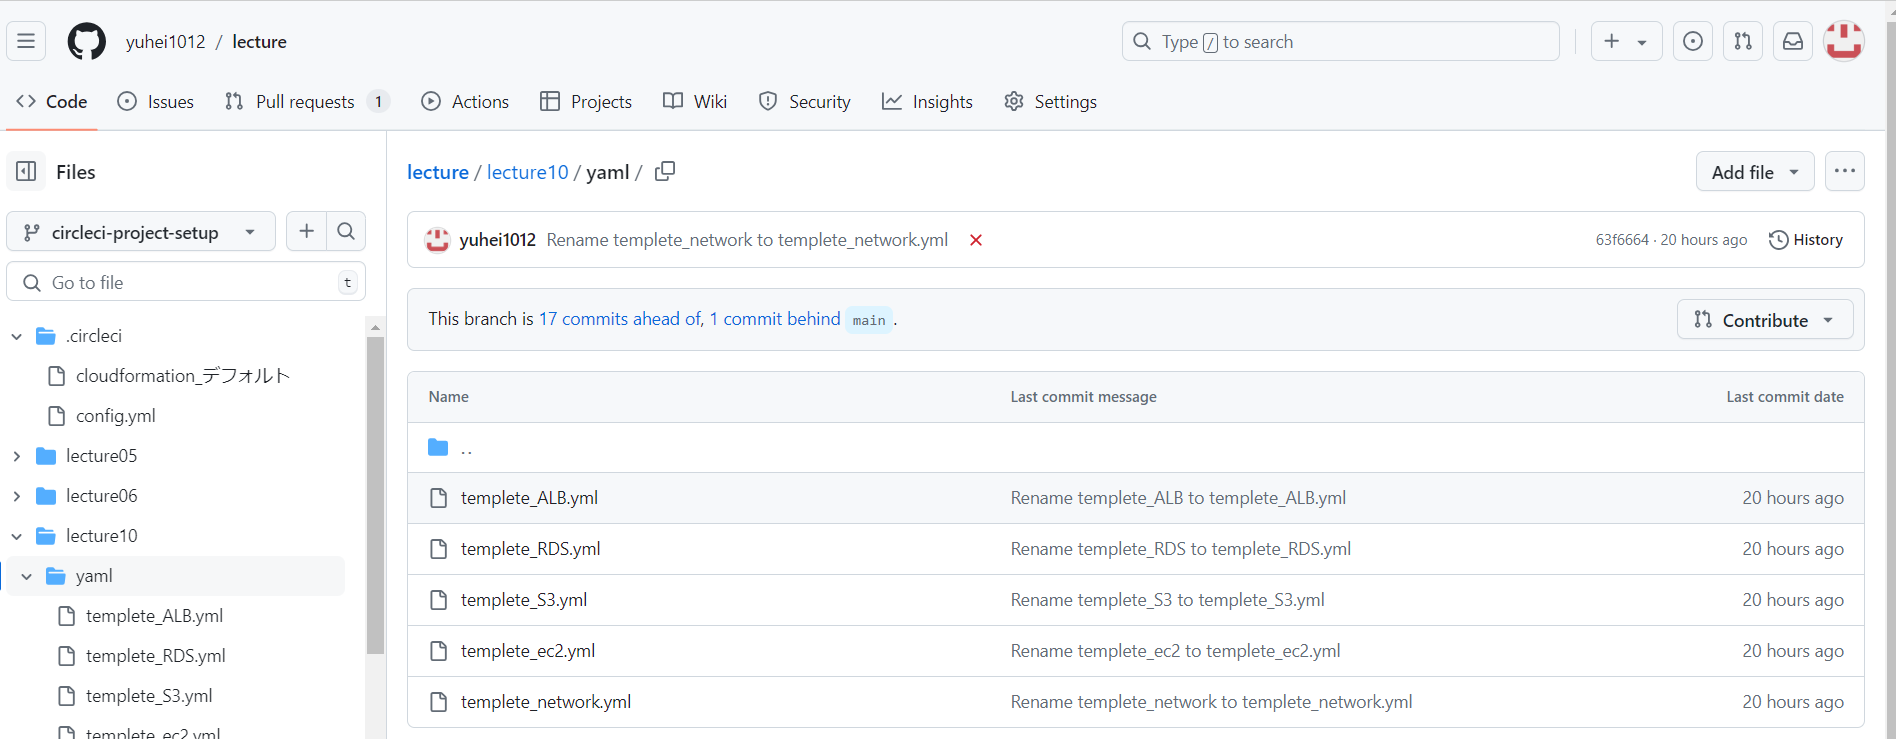 yuhei1012 / lecture
Type / to search
Code
Issues
Pull requests 1
Actions
Projects
Wiki
Security
Insights
Settings
Files
circleci-project-setup
Go to file
t
.circleci
cloudformation_デフォルト
config.yml
lecture05
lecture06
lecture10
yaml
templete_ALB.yml
templete_RDS.yml
templete_S3.yml
templete_ec2.yml
lecture / lecture10 / yaml /
Add file
yuhei1012 Rename templete_network to templete_network.yml
63f6664 · 20 hours ago
History
This branch is 17 commits ahead of, 1 commit behind main.
Contribute
Name Last commit message Last commit date
..
templete_ALB.yml Rename templete_ALB to templete_ALB.yml 20 hours ago
templete_RDS.yml Rename templete_RDS to templete_RDS.yml 20 hours ago
templete_S3.yml Rename templete_S3 to templete_S3.yml 20 hours ago
templete_ec2.yml Rename templete_ec2 to templete_ec2.yml 20 hours ago
templete_network.yml Rename templete_network to templete_network.yml 20 hours ago